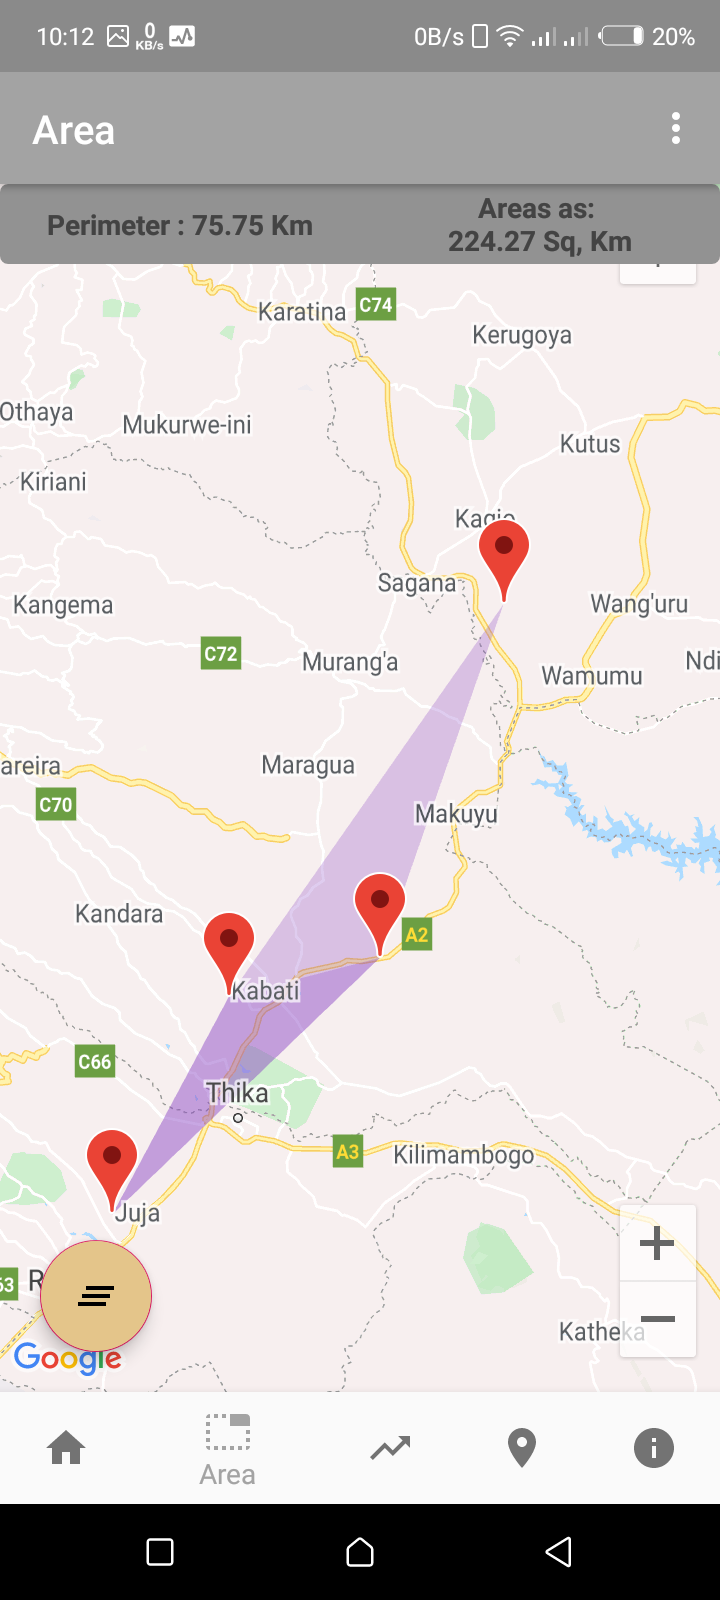 10:12 0 KB/s 0B/s 20%
Area
Perimeter : 75.75 Km
Areas as:
224.27 Sq, Km
Karatina C74
Kerugoya
Othaya
Mukurwe-ini
Kutus
Kiriani
Kagio
Sagana
Kangema
Wang'uru
C72
Murang'a
Ndi
Wamumu
areira
Maragua
C70
Makuyu
Kandara
A2
Kabati
C66
Thika
A3
Kilimambogo
Juja
63
R
Katheka
Google
Area